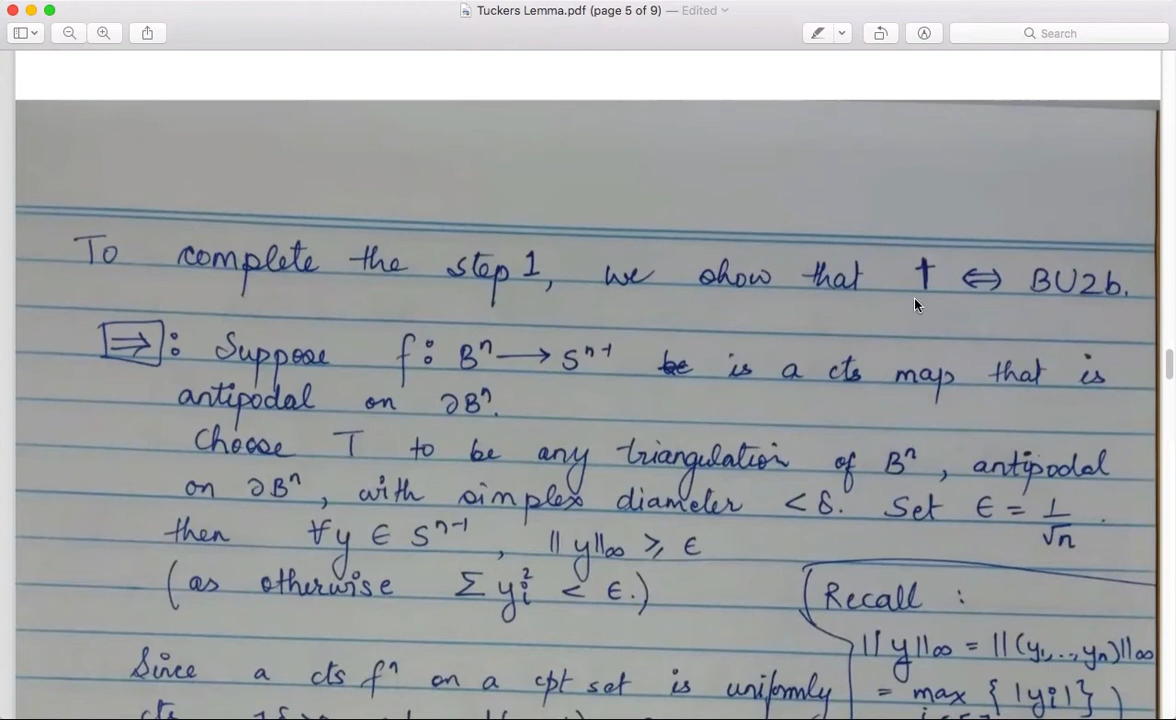 Tuckers Lemma.pdf (page 5 of 9) — Edited
Search
To complete the step 1, we show that † ⇔ BU2b.
⇒ : Suppose f: Bⁿ → Sⁿ⁻¹ be is a cts map that is
antipodal on ∂Bⁿ.
Choose T to be any triangulation of Bⁿ, antipodal
on ∂Bⁿ, with simplex diameter < δ. Set ϵ = 1/√n.
then ∀y ∈ Sⁿ⁻¹, ||y||∞ ≥ ϵ
(as otherwise Σ yᵢ² < ϵ.)
Recall :
||y||∞ = ||(y₁,..,yₙ)||∞
= max {|yᵢ|})
Since a cts fⁿ on a cpt set is uniformly